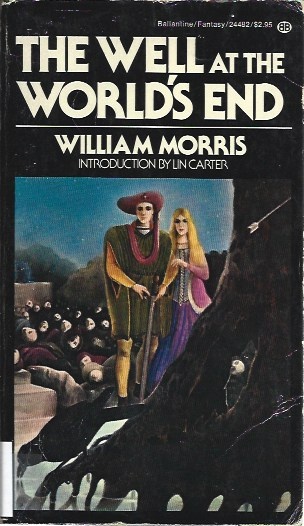 Ballantine/Fantasy/24482/$2.95
BB
THE WELL AT THE
WORLD'S END
WILLIAM MORRIS
INTRODUCTION BY LIN CARTER